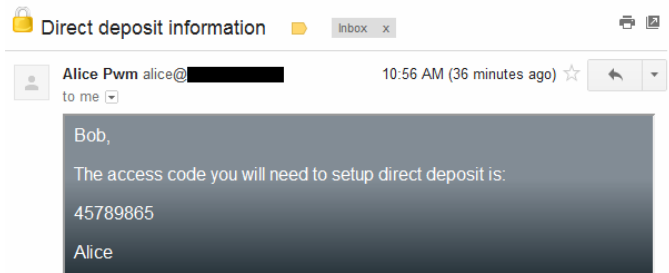 Direct deposit information
Inbox x
Alice Pwm alice@
10:56 AM (36 minutes ago)
to me
Bob,
The access code you will need to setup direct deposit is:
45789865
Alice